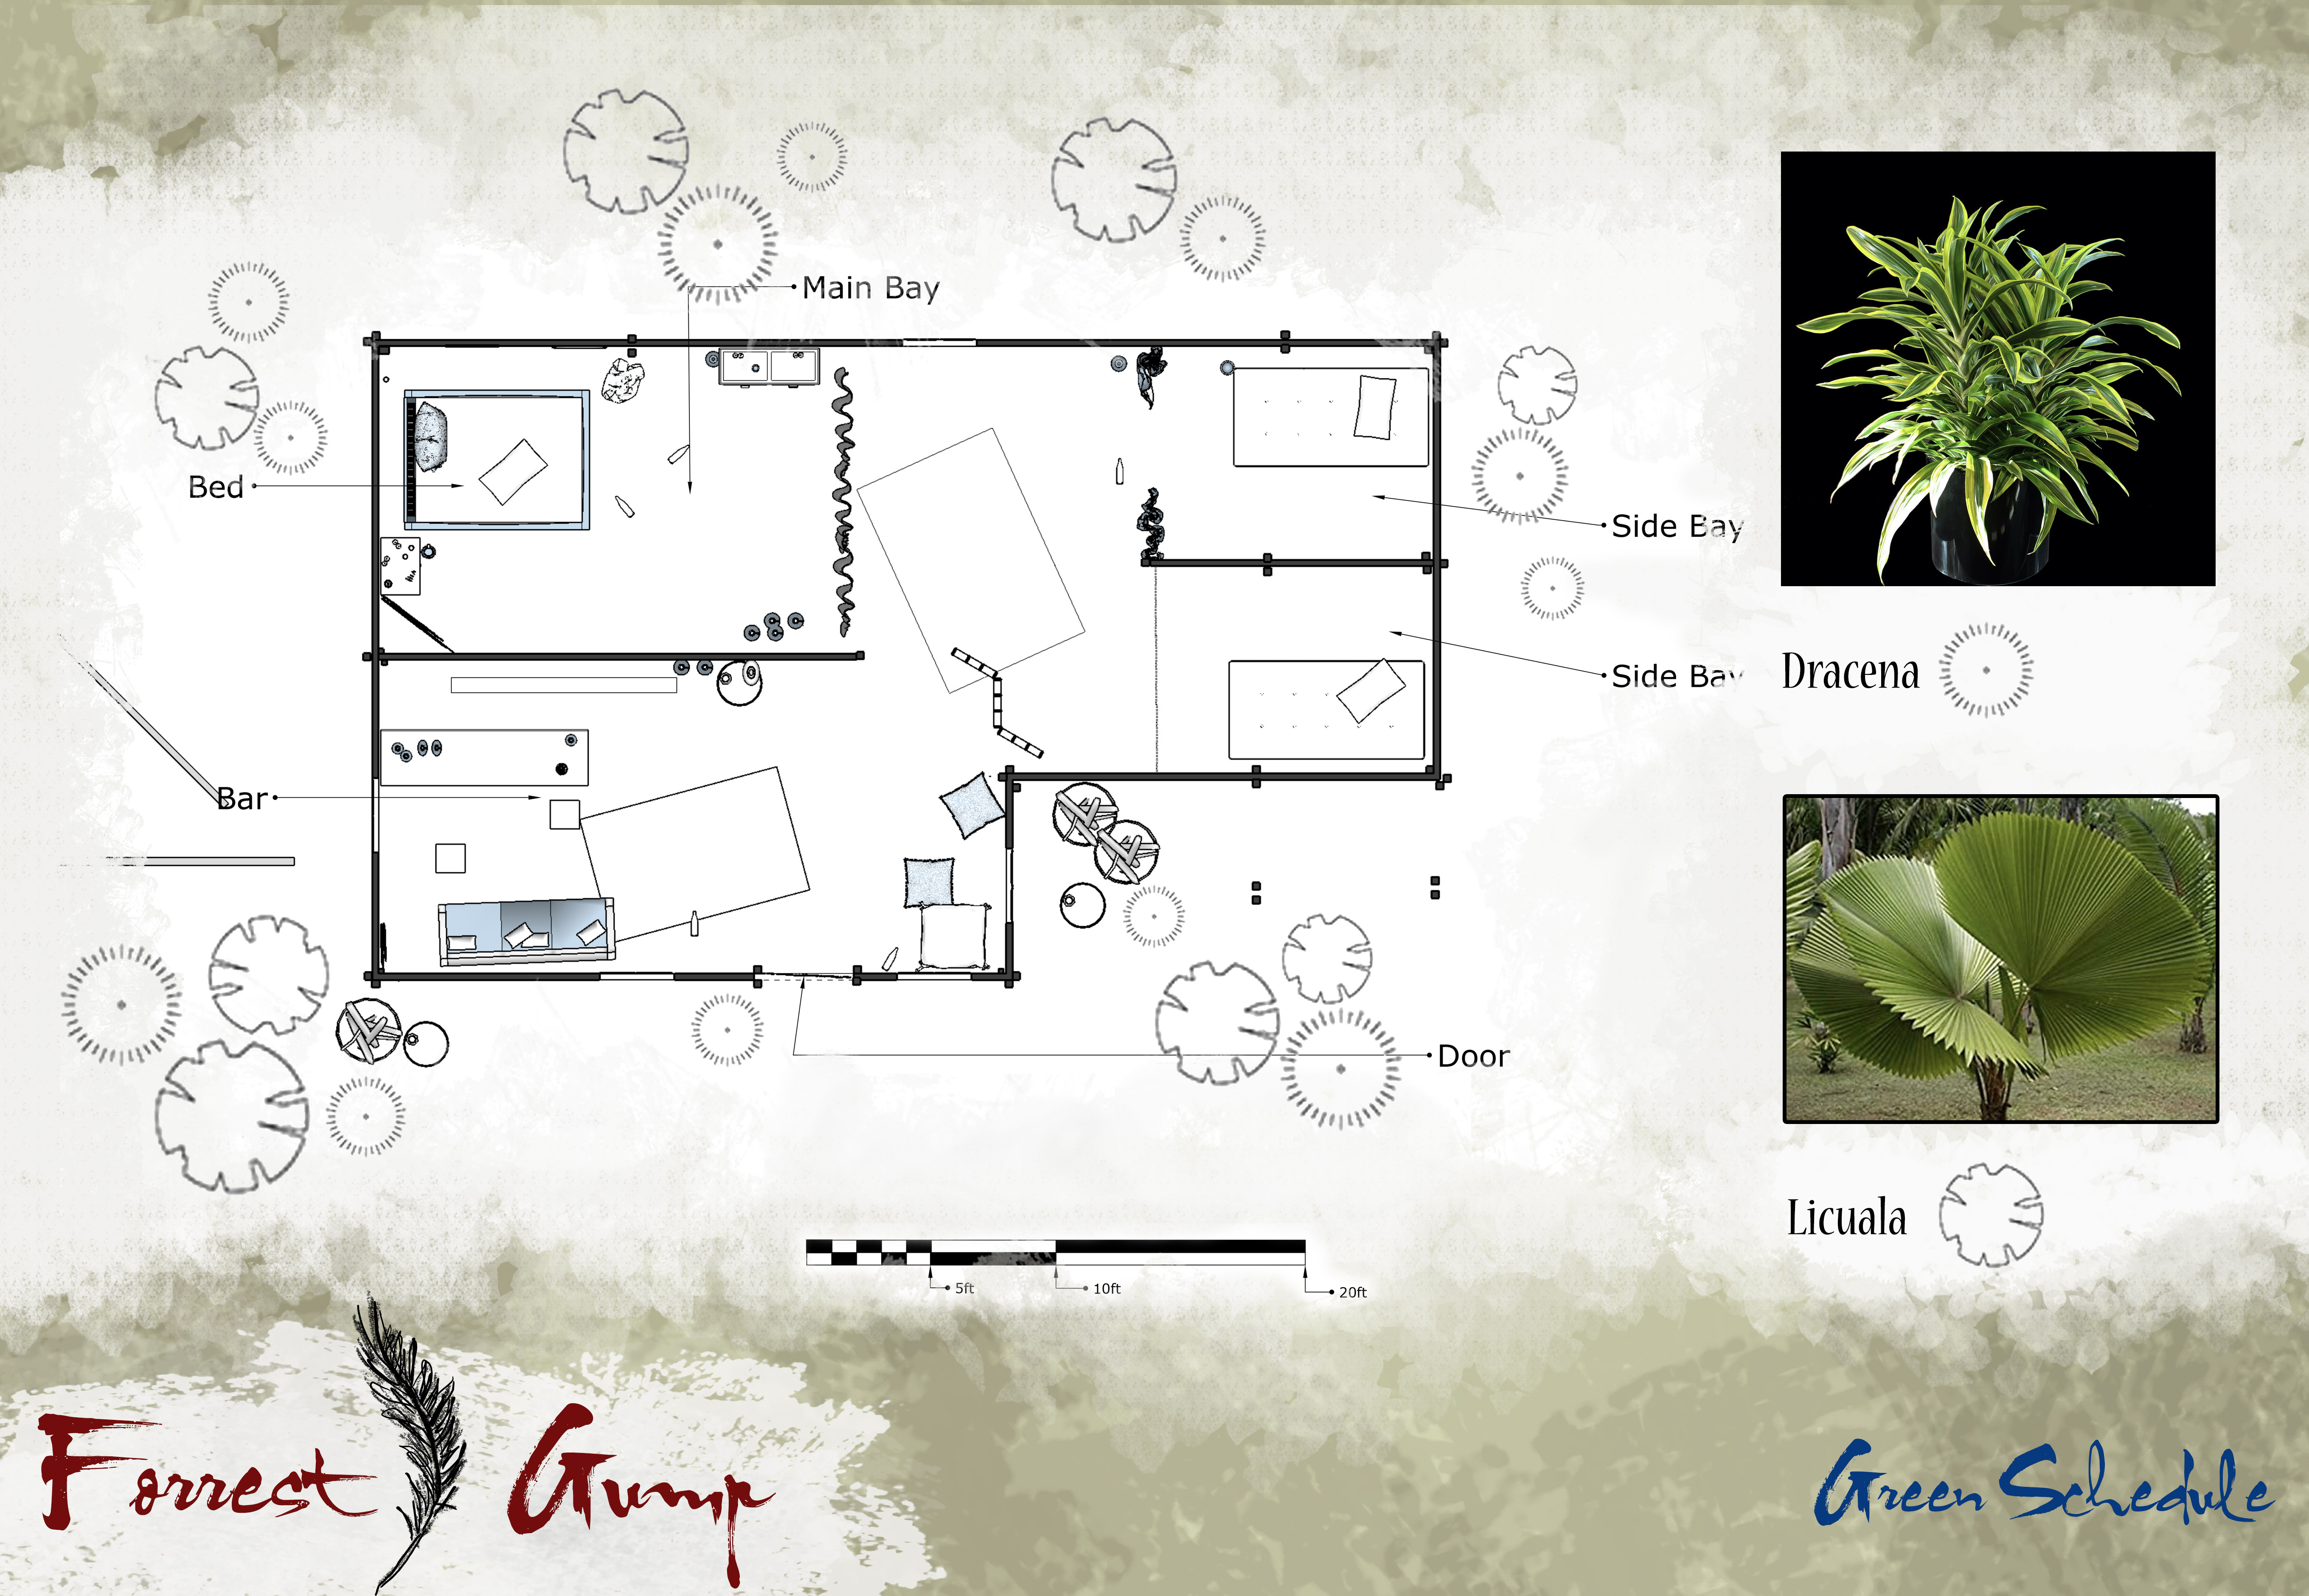 Main Bay
Bed
Side Bay
Side Bay
Dracena
Bar
Door
Licuala
5ft
10ft
20ft
Forrest Gump
Green Schedule